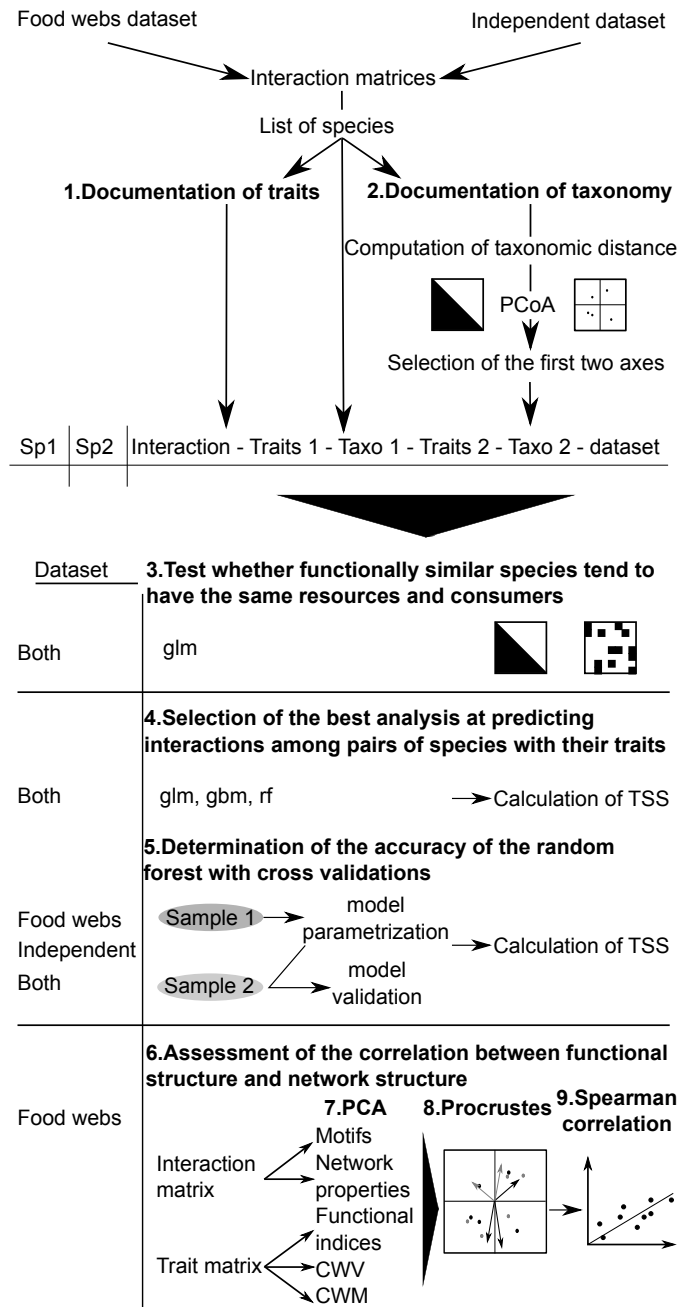 Food webs dataset
Independent dataset
Interaction matrices
List of species
1.Documentation of traits
2.Documentation of taxonomy
Computation of taxonomic distance
PCoA
Selection of the first two axes
Sp1 Sp2 Interaction - Traits 1 - Taxo 1 - Traits 2 - Taxo 2 - dataset
Dataset
3.Test whether functionally similar species tend to
have the same resources and consumers
Both
glm
4.Selection of the best analysis at predicting
interactions among pairs of species with their traits
Both
glm, gbm, rf
Calculation of TSS
5.Determination of the accuracy of the random
forest with cross validations
Food webs
Independent
Both
Sample 1
model
parametrization
Calculation of TSS
Sample 2
model
validation
6.Assessment of the correlation between functional
structure and network structure
Food webs
7.PCA
8.Procrustes
9.Spearman
correlation
Interaction
matrix
Motifs
Network
properties
Functional
indices
Trait matrix
CWV
CWM